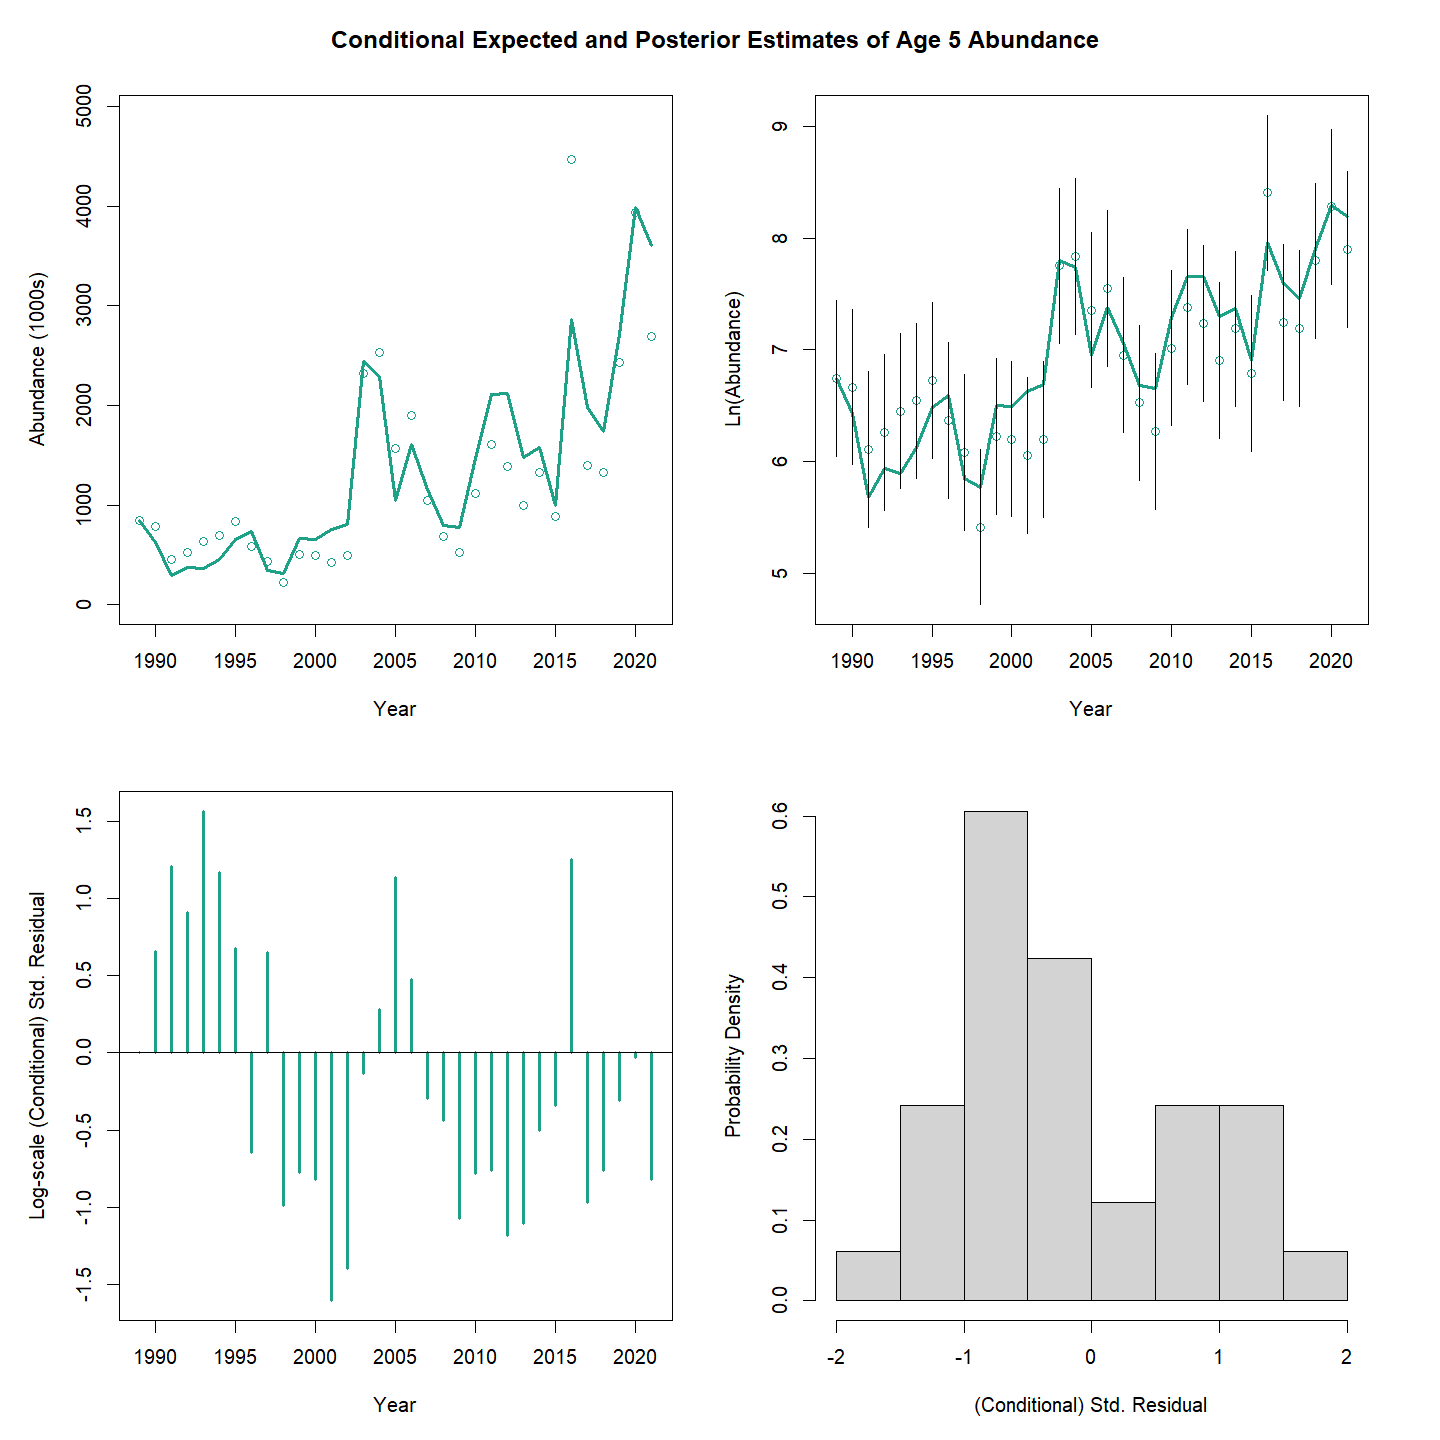 Conditional Expected and Posterior Estimates of Age 5 Abundance
Abundance (1000s)
5000
4000
3000
2000
1000
0
1990 1995 2000 2005 2010 2015 2020
Year
Ln(Abundance)
9
8
7
6
5
1990 1995 2000 2005 2010 2015 2020
Year
Log-scale (Conditional) Std. Residual
1.5
1.0
0.5
0.0
-0.5
-1.0
-1.5
1990 1995 2000 2005 2010 2015 2020
Year
Probability Density
0.6
0.5
0.4
0.3
0.2
0.1
0.0
-2 -1 0 1 2
(Conditional) Std. Residual